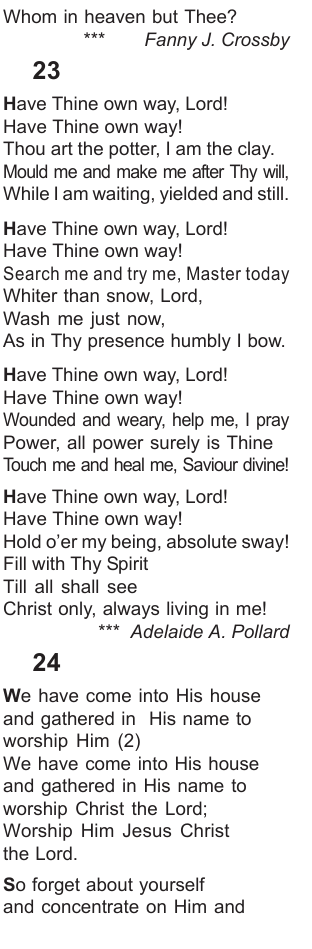 Whom in heaven but Thee?
*** Fanny J. Crossby
23
Have Thine own way, Lord!
Have Thine own way!
Thou art the potter, I am the clay.
Mould me and make me after Thy will,
While I am waiting, yielded and still.
Have Thine own way, Lord!
Have Thine own way!
Search me and try me, Master today
Whiter than snow, Lord,
Wash me just now,
As in Thy presence humbly I bow.
Have Thine own way, Lord!
Have Thine own way!
Wounded and weary, help me, I pray
Power, all power surely is Thine
Touch me and heal me, Saviour divine!
Have Thine own way, Lord!
Have Thine own way!
Hold o’er my being, absolute sway!
Fill with Thy Spirit
Till all shall see
Christ only, always living in me!
*** Adelaide A. Pollard
24
We have come into His house
and gathered in His name to
worship Him (2)
We have come into His house
and gathered in His name to
worship Christ the Lord;
Worship Him Jesus Christ
the Lord.
So forget about yourself
and concentrate on Him and